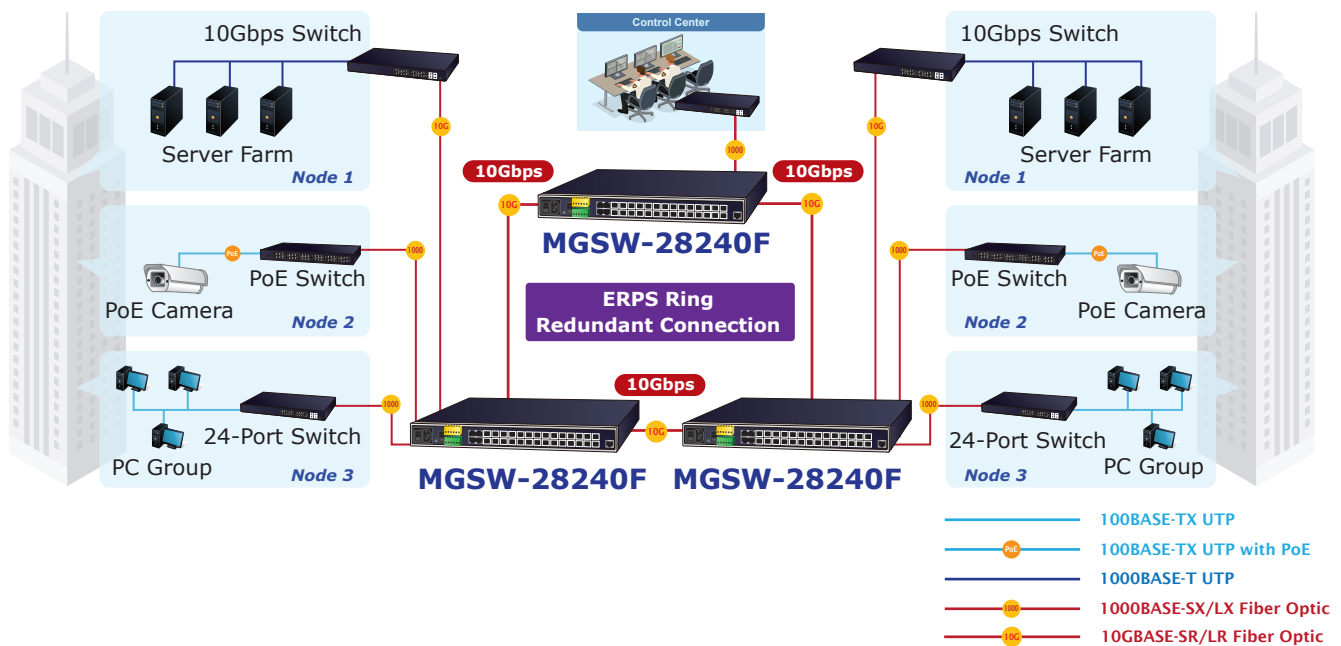 Control Center
10Gbps Switch
Server Farm
Node 1
10G
PoE
PoE Switch
PoE Camera
Node 2
1000
24-Port Switch
PC Group
Node 3
1000
1000
10Gbps
10Gbps
10G
10G
MGSW-28240F
ERPS Ring
Redundant Connection
10Gbps
10G
MGSW-28240F
MGSW-28240F
10Gbps Switch
Server Farm
Node 1
10G
1000
PoE Switch
PoE
PoE Camera
Node 2
1000
24-Port Switch
PC Group
Node 3
100BASE-TX UTP
PoE
100BASE-TX UTP with PoE
1000BASE-T UTP
1000
1000BASE-SX/LX Fiber Optic
10G
10GBASE-SR/LR Fiber Optic